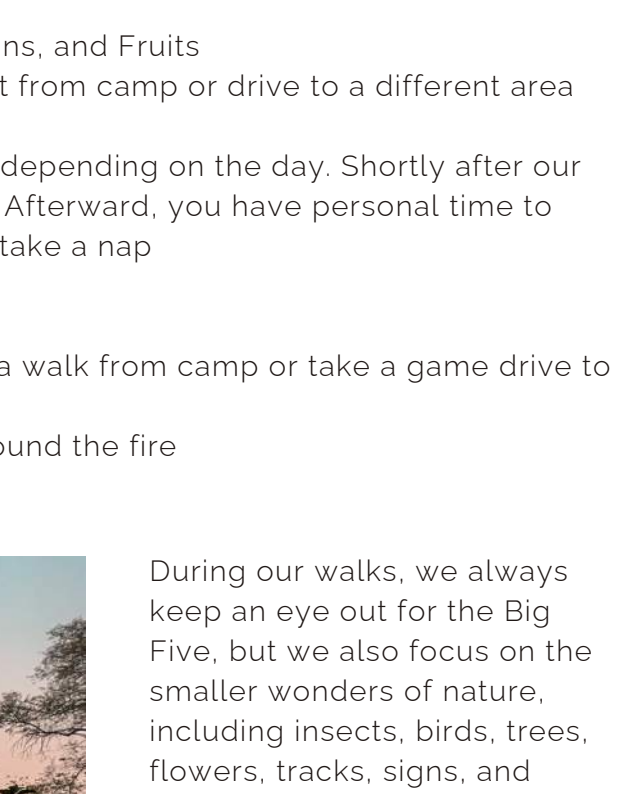 ns, and Fruits
t from camp or drive to a different area
depending on the day. Shortly after our
Afterward, you have personal time to
take a nap
a walk from camp or take a game drive to
ound the fire
During our walks, we always
keep an eye out for the Big
Five, but we also focus on the
smaller wonders of nature,
including insects, birds, trees,
flowers, tracks, signs, and